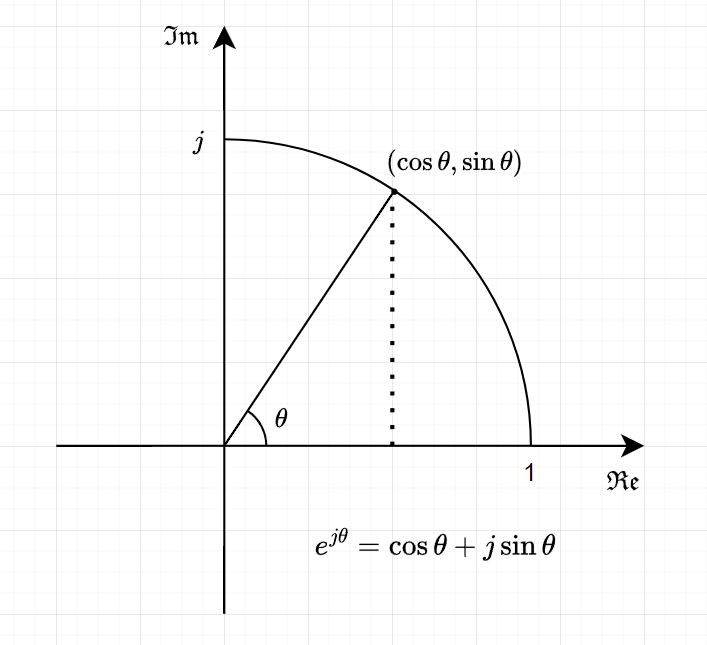 ℑm
j
(cos θ, sin θ)
θ
1
ℜe
e^{jθ} = cos θ + j sin θ